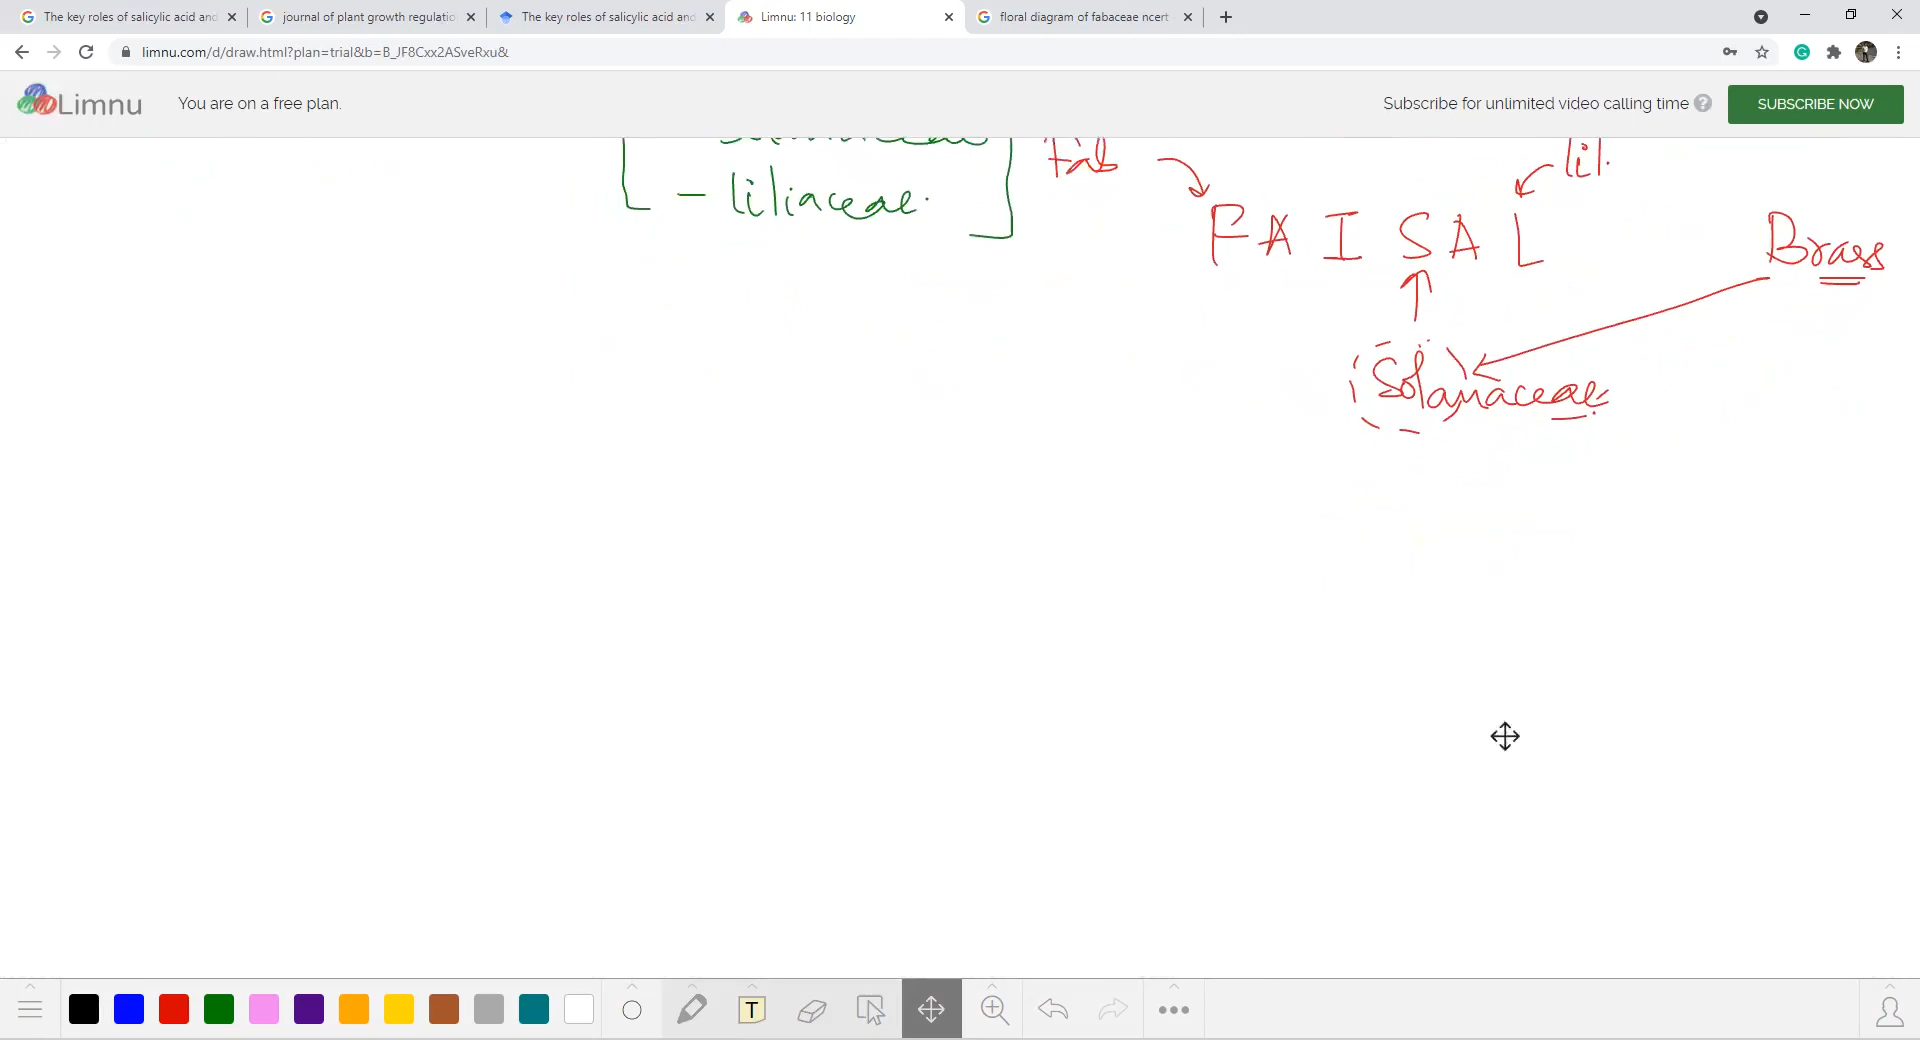 The key roles of salicylic acid and
journal of plant growth regulatio
The key roles of salicylic acid and
Limnu: 11 biology
floral diagram of fabaceae ncert
limnu.com/d/draw.html?plan=trial&b=B_JF8Cxx2ASveRxu&
Limnu
You are on a free plan.
Subscribe for unlimited video calling time ?
SUBSCRIBE NOW
fab
lil.
- liliaceae.
F A I S A L
Brass
Solanaceae
T